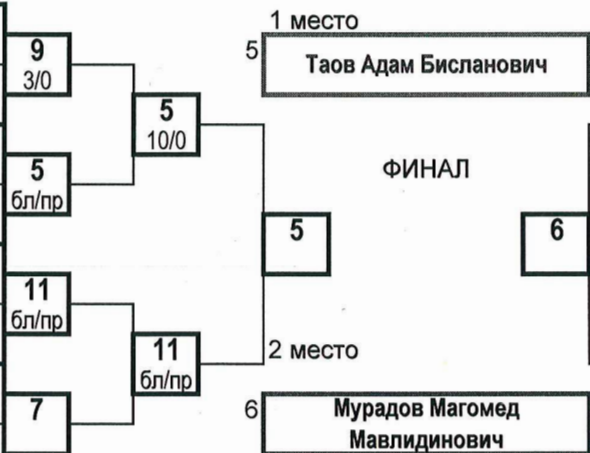 1 место
5
Таов Адам Бисланович
9
3/0
5
10/0
5
бл/пр
ФИНАЛ
5
6
11
бл/пр
11
бл/пр
2 место
7
6
Мурадов Магомед
Мавлидинович